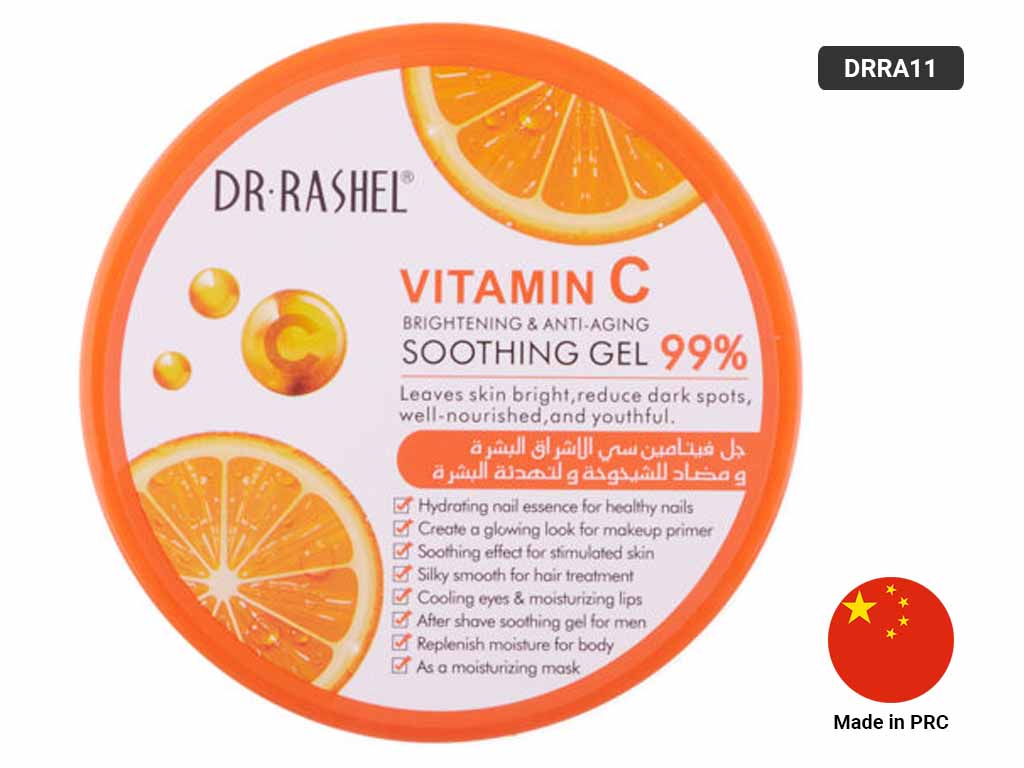 DRRA11
DR·RASHEL®
VITAMIN C
BRIGHTENING & ANTI-AGING
SOOTHING GEL 99%
Leaves skin bright,reduce dark spots,
well-nourished,and youthful.
جل فيتامين سي الاشراق البشرة
و مضاد للشيخوخة و لتهدئة البشرة
Hydrating nail essence for healthy nails
Create a glowing look for makeup primer
Soothing effect for stimulated skin
Silky smooth for hair treatment
Cooling eyes & moisturizing lips
After shave soothing gel for men
Replenish moisture for body
As a moisturizing mask
C
Made in PRC